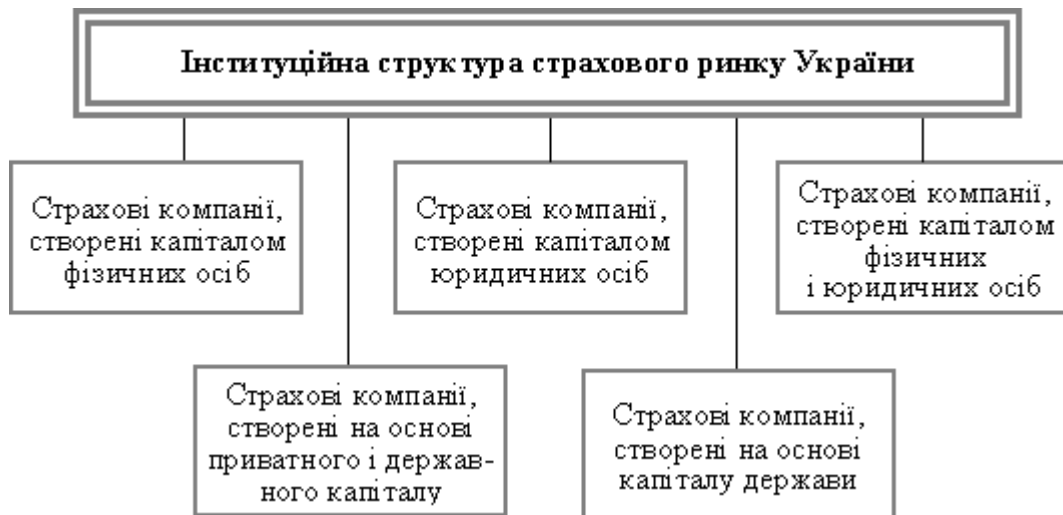 Інституційна структура страхового ринку України
Страхові компанії,
створені капіталом
фізичних осіб
Страхові компанії,
створені капіталом
юридичних осіб
Страхові компанії,
створені капіталом
фізичних
і юридичних осіб
Страхові компанії,
створені на основі
приватного і держав-
ного капіталу
Страхові компанії,
створені на основі
капіталу держави